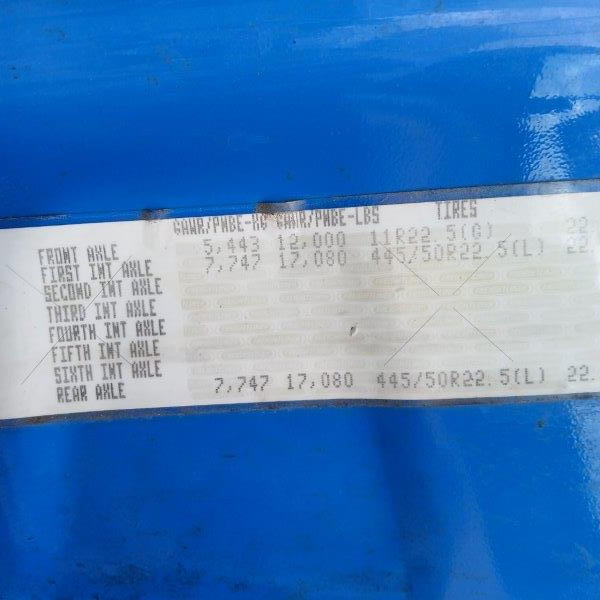 GAWR/PNBE-KG GAWR/PNBE-LBS TIRES
FRONT AXLE 5,443 12,000 11R22.5(G) 22
FIRST INT AXLE 7,747 17,080 445/50R22.5(L) 22
SECOND INT AXLE
THIRD INT AXLE
FOURTH INT AXLE
FIFTH INT AXLE
SIXTH INT AXLE
REAR AXLE 7,747 17,080 445/50R22.5(L) 22.